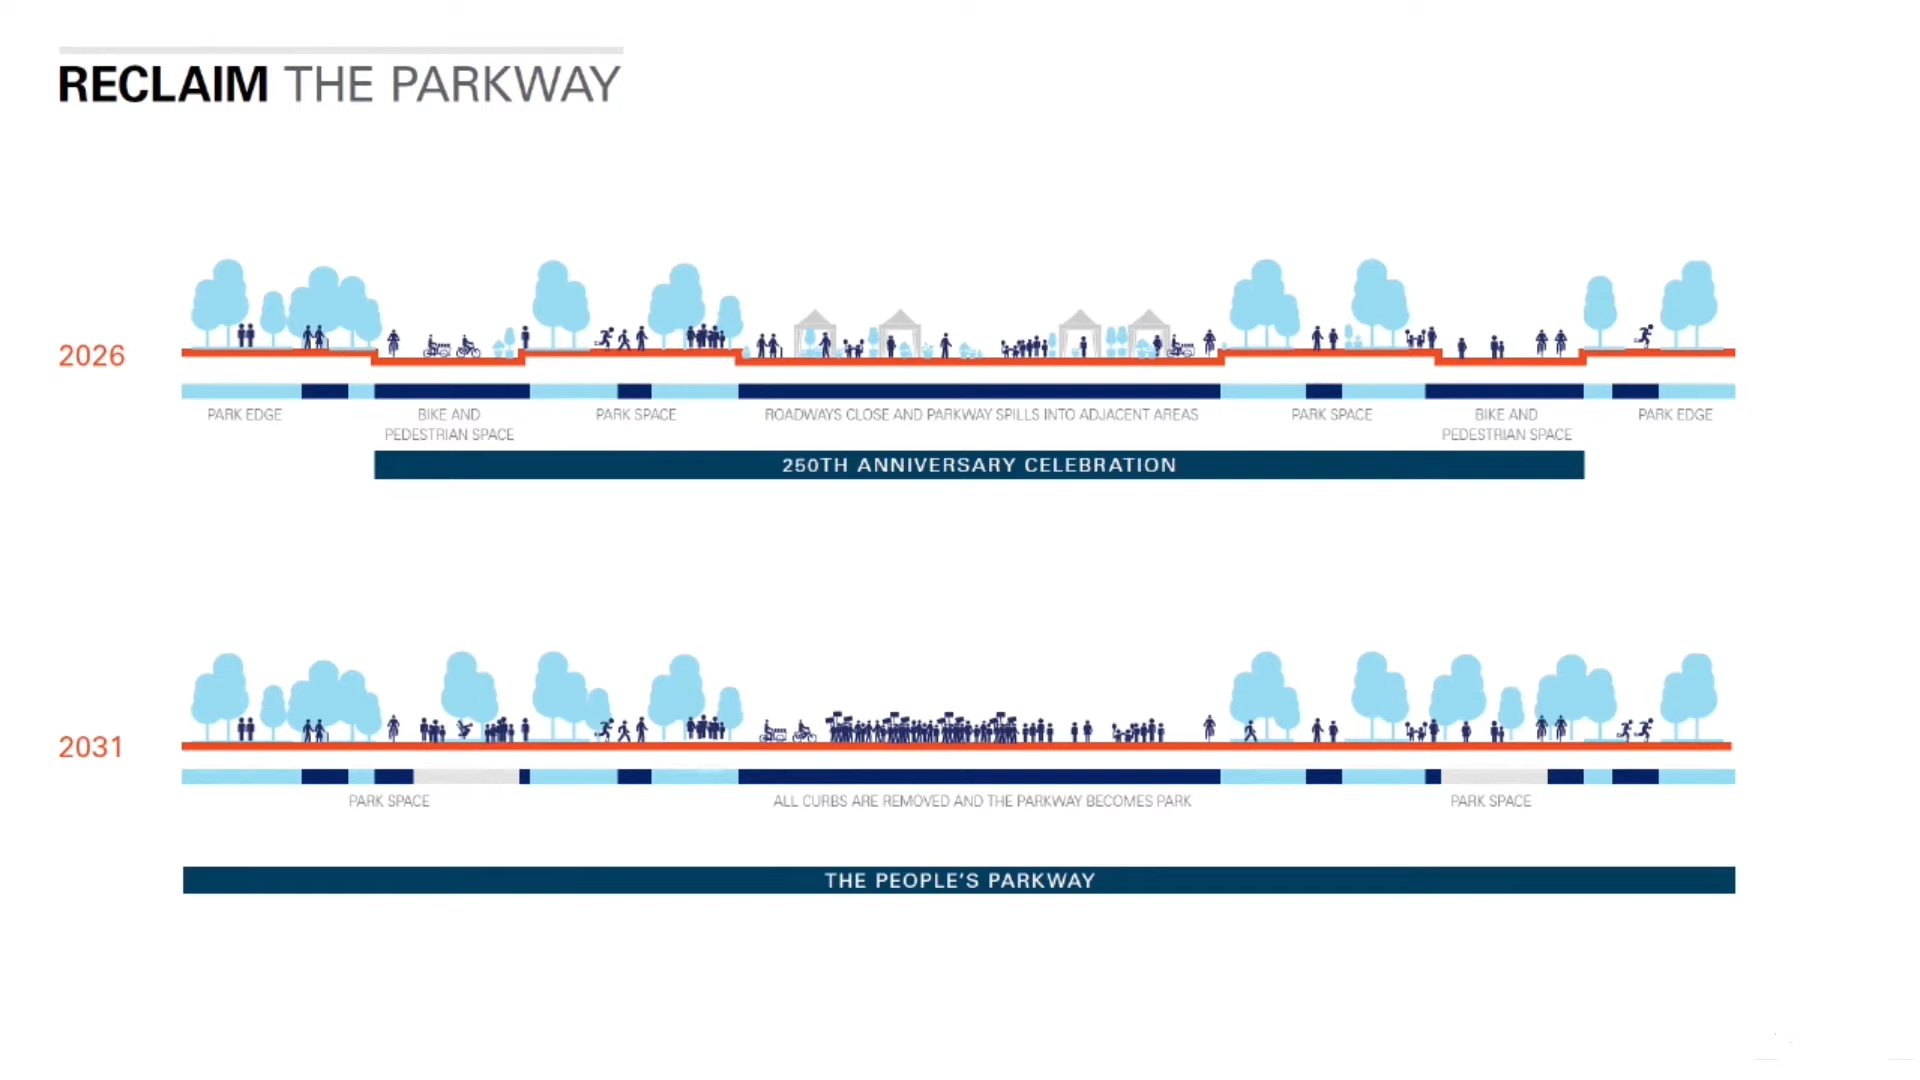 RECLAIM THE PARKWAY
2026
PARK EDGE
BIKE AND
PEDESTRIAN SPACE
PARK SPACE
ROADWAYS CLOSE AND PARKWAY SPILLS INTO ADJACENT AREAS
PARK SPACE
BIKE AND
PEDESTRIAN SPACE
PARK EDGE
250TH ANNIVERSARY CELEBRATION
2031
PARK SPACE
ALL CURBS ARE REMOVED AND THE PARKWAY BECOMES PARK
PARK SPACE
THE PEOPLE'S PARKWAY